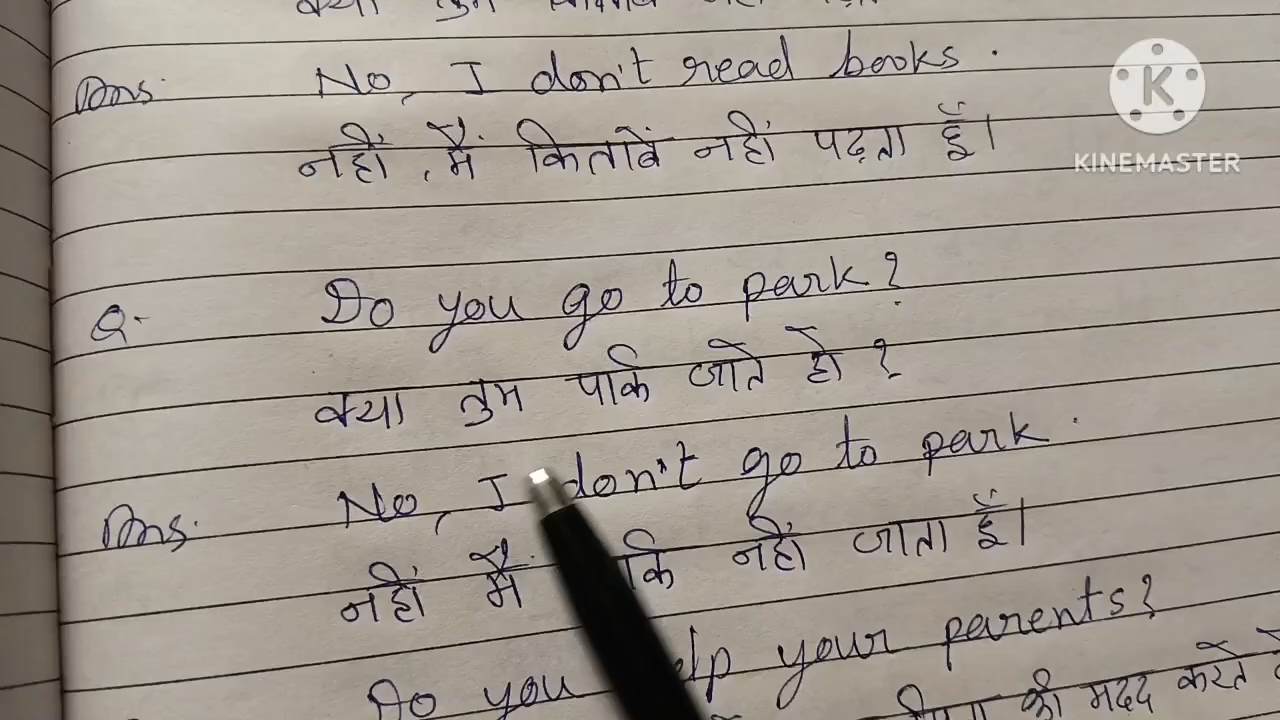 क्या तुम
Ans. No, I don't read books.
नहीं, मैं किताबें नहीं पढ़ता हूँ।
K
KINEMASTER
Q. Do you go to park?
क्या तुम पार्क जाते हो?
Ans. No, I don't go to park.
नहीं मैं र्क नहीं जाता हूँ।
Do you elp your parents?
की मदद करते